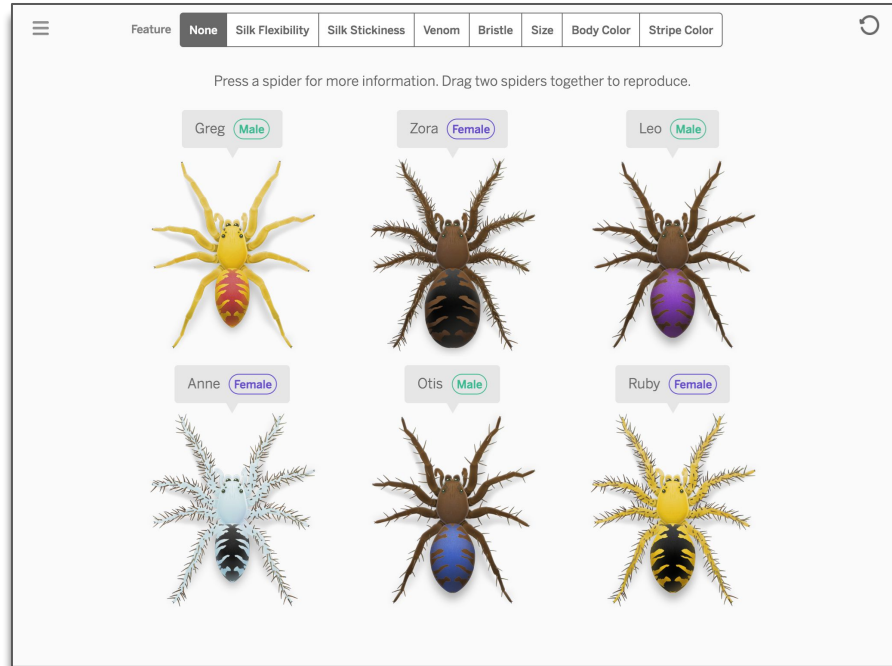 Feature None Silk Flexibility Silk Stickiness Venom Bristle Size Body Color Stripe Color
Press a spider for more information. Drag two spiders together to reproduce.
Greg Male
Zora Female
Leo Male
Anne Female
Otis Male
Ruby Female